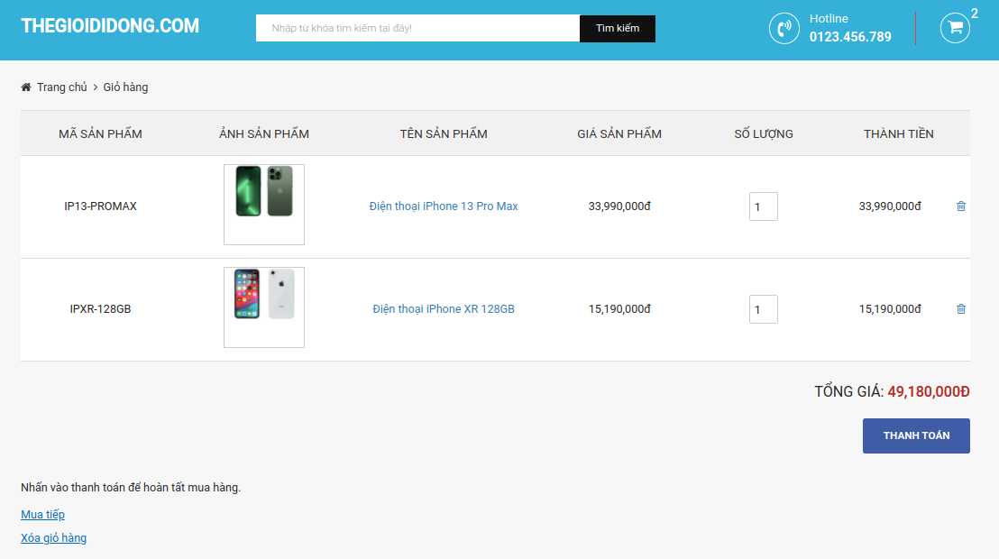 THEGIOIDIDONG.COM
Nhập từ khóa tìm kiếm tại đây!
Tìm kiếm
Hotline
0123.456.789
2
Trang chủ > Giỏ hàng
MÃ SẢN PHẨM ẢNH SẢN PHẨM TÊN SẢN PHẨM GIÁ SẢN PHẨM SỐ LƯỢNG THÀNH TIỀN
IP13-PROMAX Điện thoại iPhone 13 Pro Max 33,990,000đ 1 33,990,000đ
IPXR-128GB Điện thoại iPhone XR 128GB 15,190,000đ 1 15,190,000đ
TỔNG GIÁ: 49,180,000Đ
THANH TOÁN
Nhấn vào thanh toán để hoàn tất mua hàng.
Mua tiếp
Xóa giỏ hàng